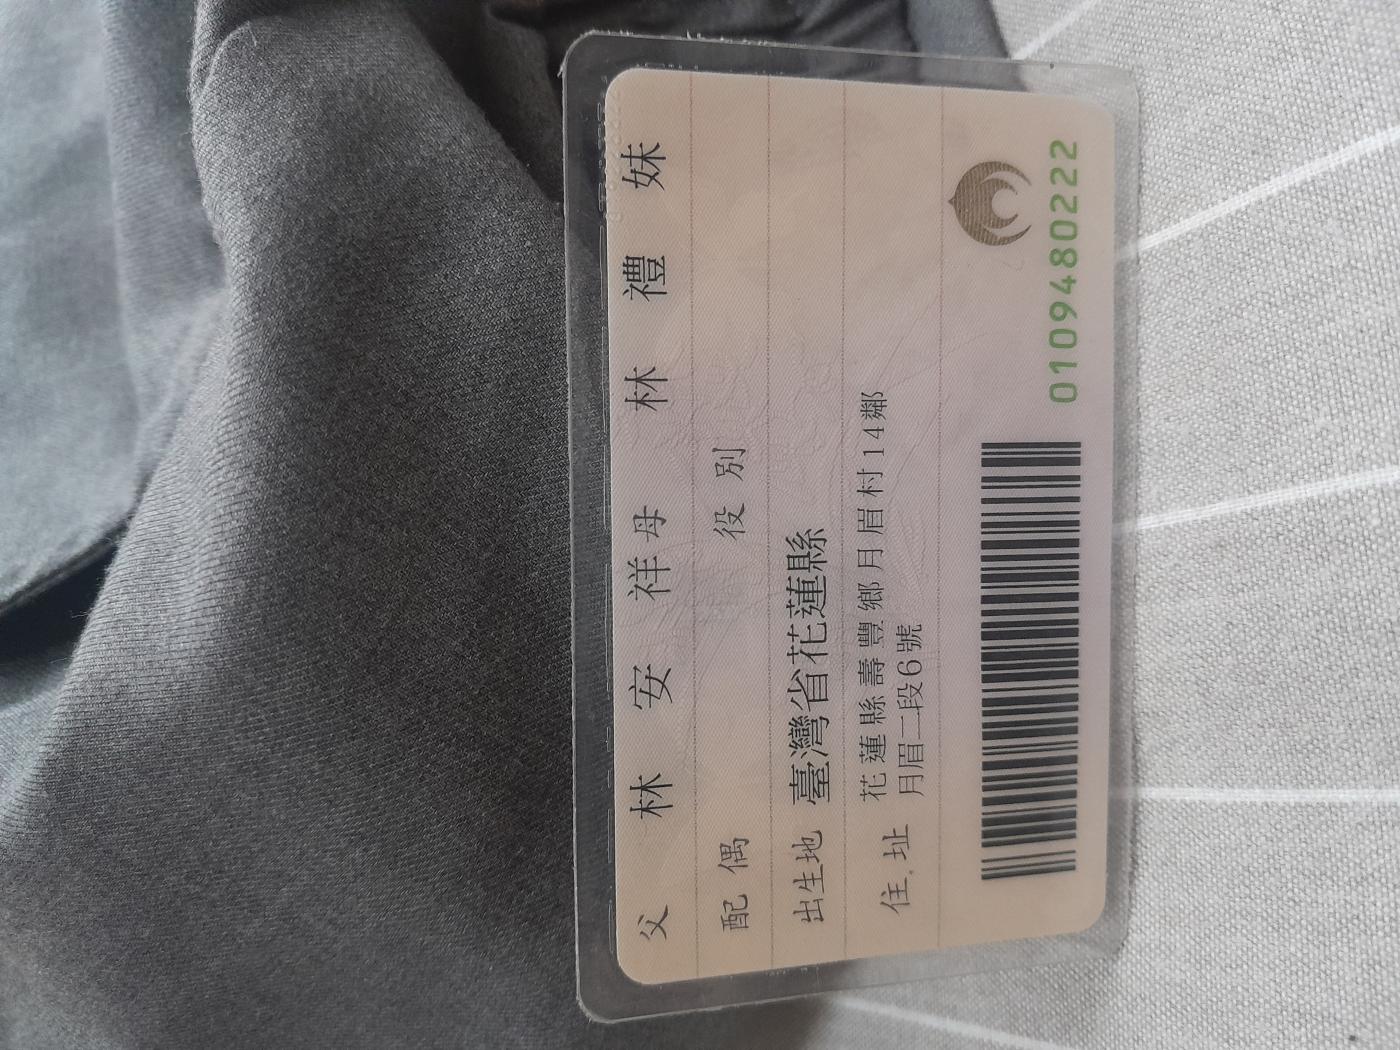 父 林 安 祥 母 林 禮 妹
配偶 役別
出生地 臺灣省花蓮縣
住址 花蓮縣壽豐鄉月眉村14鄰
月眉二段6號
0109480222